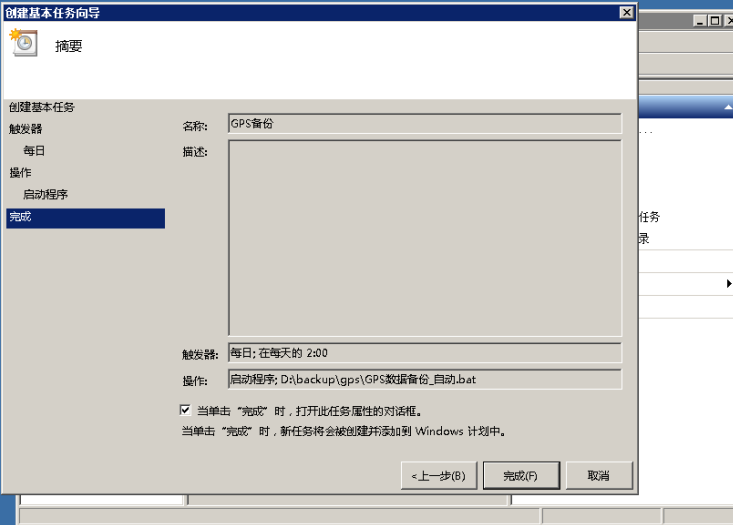 创建基本任务向导
摘要
创建基本任务
触发器
每日
操作
启动程序
完成
名称:
GPS备份
描述:
触发器:
每日; 在每天的 2:00
操作:
启动程序; D:\backup\gps\GPS数据备份_自动.bat
当单击“完成”时，打开此任务属性的对话框。
当单击“完成”时，新任务将会被创建并添加到 Windows 计划中。
<上一步(B)
完成(F)
取消
...
任务
录